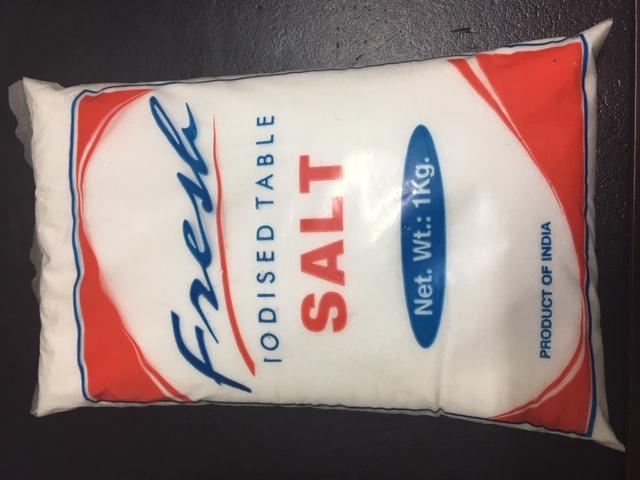 Fresh
IODISED TABLE
SALT
Net. Wt.: 1Kg.
PRODUCT OF INDIA